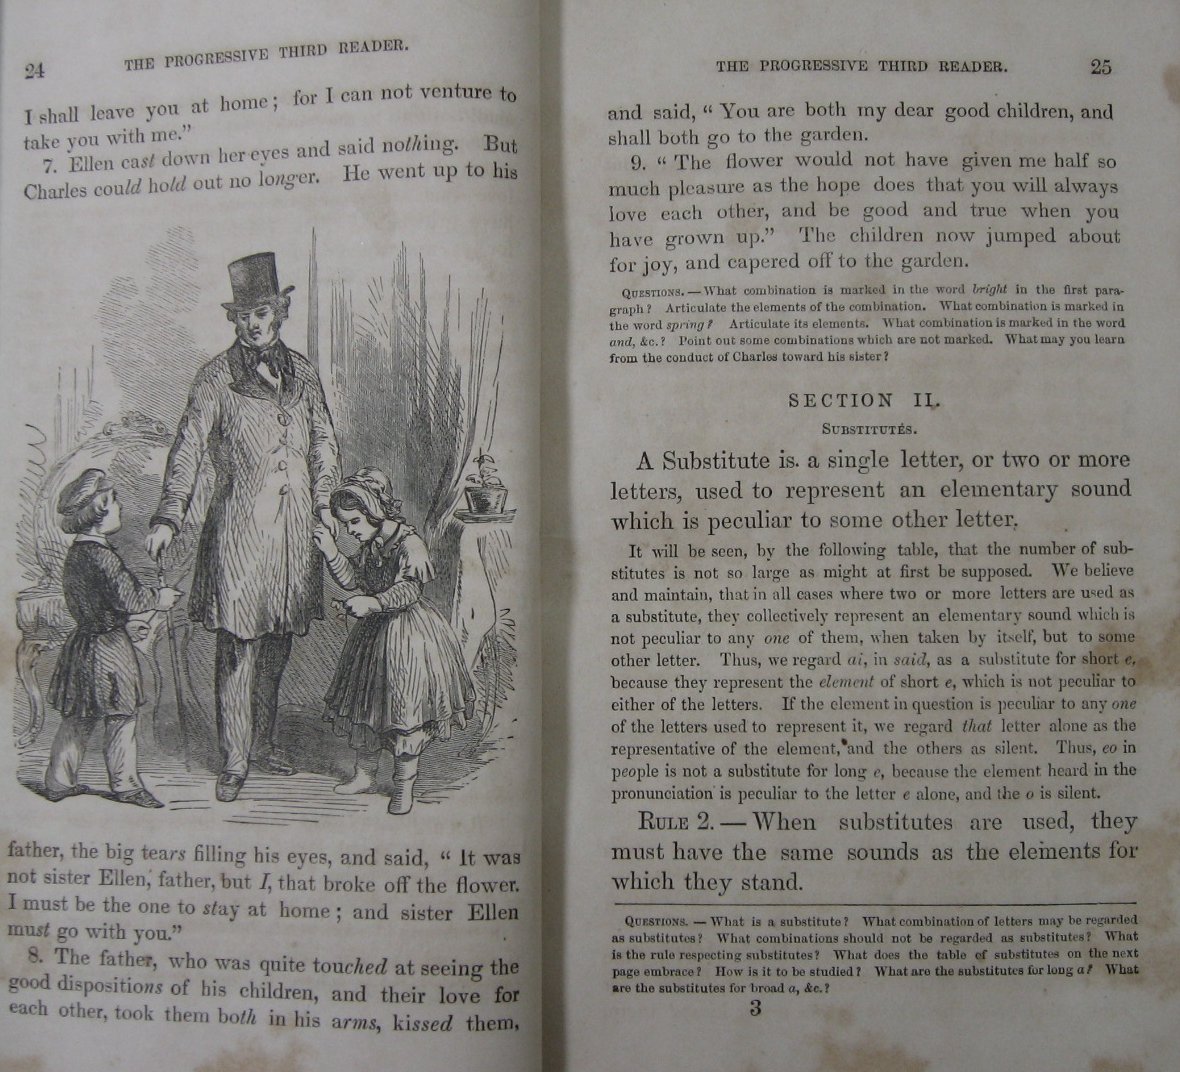 24 THE PROGRESSIVE THIRD READER.
I shall leave you at home; for I can not venture to
take you with me.”
7. Ellen cast down her eyes and said nothing. But
Charles could hold out no longer. He went up to his
father, the big tears filling his eyes, and said, “ It was
not sister Ellen, father, but I, that broke off the flower.
I must be the one to stay at home; and sister Ellen
must go with you.”
8. The father, who was quite touched at seeing the
good dispositions of his children, and their love for
each other, took them both in his arms, kissed them,
THE PROGRESSIVE THIRD READER. 25
and said, “ You are both my dear good children, and
shall both go to the garden.
9. “ The flower would not have given me half so
much pleasure as the hope does that you will always
love each other, and be good and true when you
have grown up.” The children now jumped about
for joy, and capered off to the garden.
QUESTIONS. — What combination is marked in the word bright in the first para-
graph? Articulate the elements of the combination. What combination is marked in
the word spring? Articulate its elements. What combination is marked in the word
and, &c.? Point out some combinations which are not marked. What may you learn
from the conduct of Charles toward his sister?
SECTION II.
SUBSTITUTÉS.
A Substitute is. a single letter, or two or more
letters, used to represent an elementary sound
which is peculiar to some other letter.
It will be seen, by the following table, that the number of sub-
stitutes is not so large as might at first be supposed. We believe
and maintain, that in all cases where two or more letters are used as
a substitute, they collectively represent an elementary sound which is
not peculiar to any one of them, when taken by itself, but to some
other letter. Thus, we regard ai, in said, as a substitute for short e,
because they represent the element of short e, which is not peculiar to
either of the letters. If the element in question is peculiar to any one
of the letters used to represent it, we regard that letter alone as the
representative of the element, and the others as silent. Thus, eo in
people is not a substitute for long e, because the element heard in the
pronunciation is peculiar to the letter e alone, and the o is silent.
RULE 2. — When substitutes are used, they
must have the same sounds as the elements for
which they stand.
QUESTIONS. — What is a substitute? What combination of letters may be regarded
as substitutes? What combinations should not be regarded as substitutes? What
is the rule respecting substitutes? What does the table of substitutes on the next
page embrace? How is it to be studied? What are the substitutes for long a? What
are the substitutes for broad a, &c.?
3